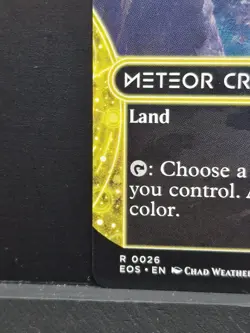 METEOR CR
Land
: Choose a
you control. A
color.
R 0026
EOS • EN CHAD WEATHE